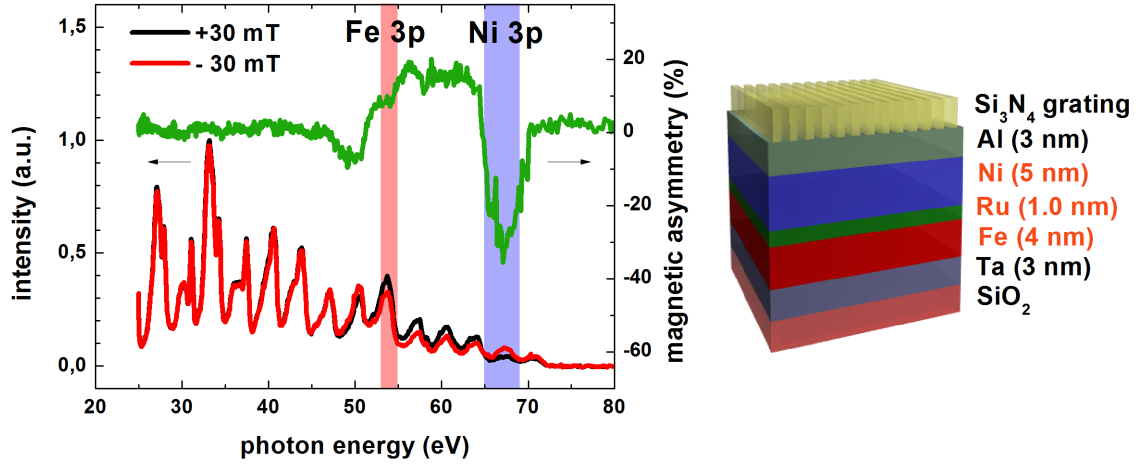 +30 mT
- 30 mT
Fe 3p
Ni 3p
1,5
1,0
0,5
0,0
intensity (a.u.)
20
30
40
50
60
70
80
photon energy (eV)
20
0
-20
-40
-60
magnetic asymmetry (%)
Si₃N₄ grating
Al (3 nm)
Ni (5 nm)
Ru (1.0 nm)
Fe (4 nm)
Ta (3 nm)
SiO₂